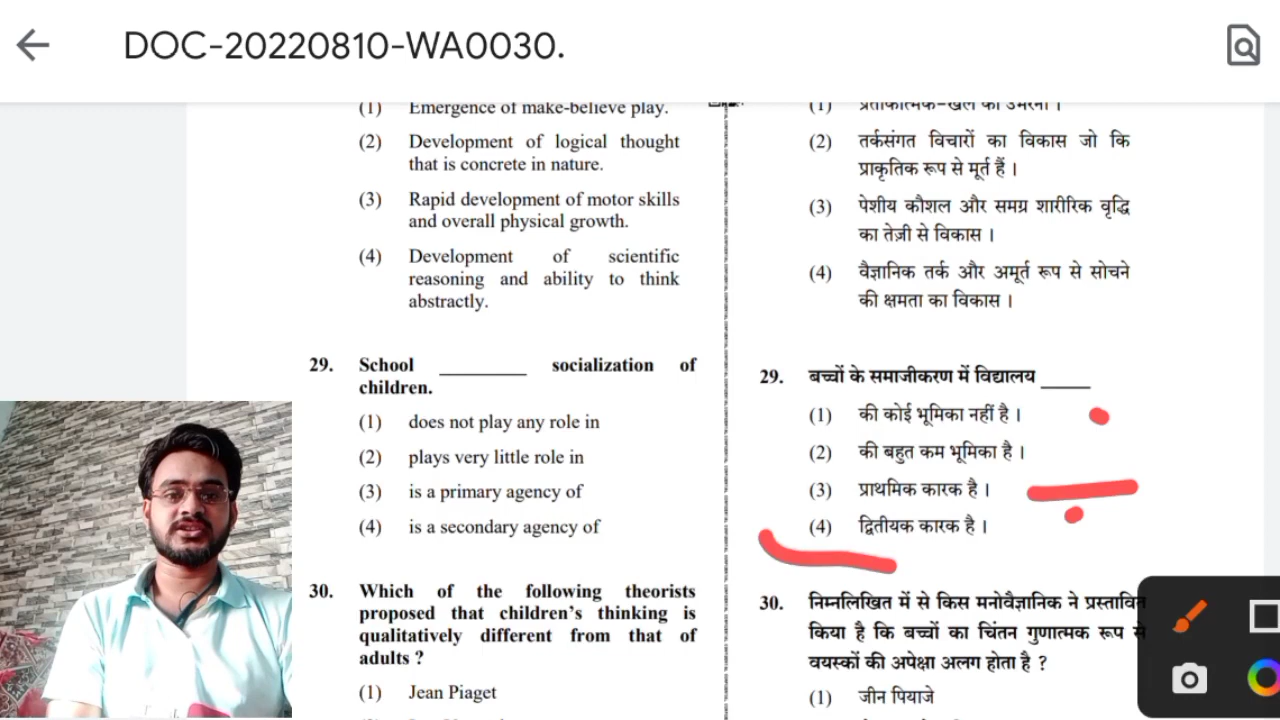 DOC-20220810-WA0030.
(1) Emergence of make-believe play.
(2) Development of logical thought
that is concrete in nature.
(3) Rapid development of motor skills
and overall physical growth.
(4) Development of scientific
reasoning and ability to think
abstractly.
29. School ________ socialization of
children.
(1) does not play any role in
(2) plays very little role in
(3) is a primary agency of
(4) is a secondary agency of
30. Which of the following theorists
proposed that children's thinking is
qualitatively different from that of
adults ?
(1) Jean Piaget
(1) प्रतीकात्मक-खेल का उभरना ।
(2) तर्कसंगत विचारों का विकास जो कि
प्राकृतिक रूप से मूर्त हैं ।
(3) पेशीय कौशल और समग्र शारीरिक वृद्धि
का तेज़ी से विकास ।
(4) वैज्ञानिक तर्क और अमूर्त रूप से सोचने
की क्षमता का विकास ।
29. बच्चों के समाजीकरण में विद्यालय _____
(1) की कोई भूमिका नहीं है ।
(2) की बहुत कम भूमिका है ।
(3) प्राथमिक कारक है ।
(4) द्वितीयक कारक है ।
30. निम्नलिखित में से किस मनोवैज्ञानिक ने प्रस्तावित
किया है कि बच्चों का चिंतन गुणात्मक रूप से
वयस्कों की अपेक्षा अलग होता है ?
(1) जीन पियाजे